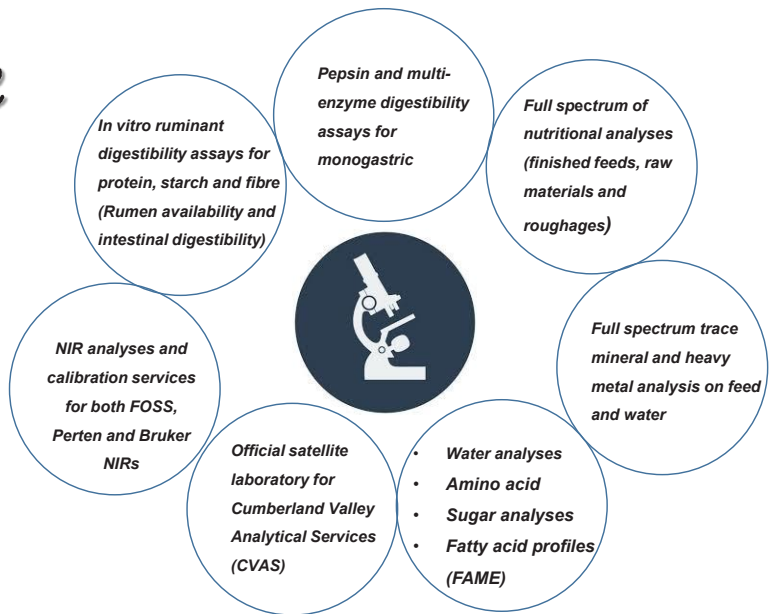 Pepsin and multi-
enzyme digestibility
assays for
monogastric
Full spectrum of
nutritional analyses
(finished feeds, raw
materials and
roughages)
Full spectrum trace
mineral and heavy
metal analysis on feed
and water
• Water analyses
• Amino acid
• Sugar analyses
• Fatty acid profiles
(FAME)
Official satellite
laboratory for
Cumberland Valley
Analytical Services
(CVAS)
NIR analyses and
calibration services
for both FOSS,
Perten and Bruker
NIRs
In vitro ruminant
digestibility assays for
protein, starch and fibre
(Rumen availability and
intestinal digestibility)